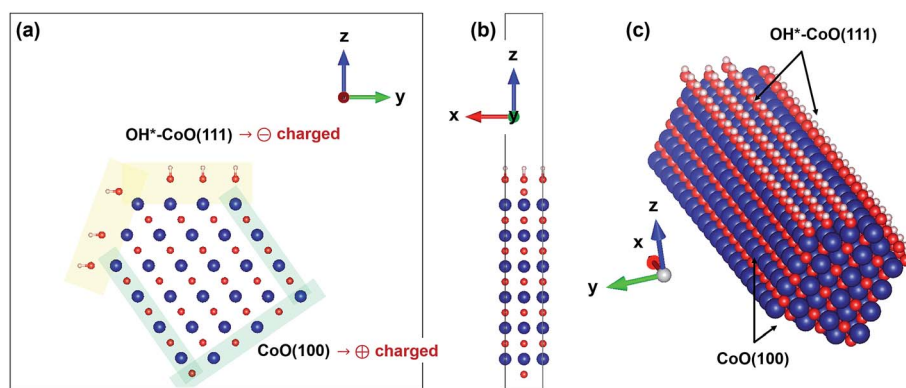 (a)
z
y
OH*-CoO(111) → ⊖ charged
CoO(100) → ⊕ charged
(b)
z
x
y
(c)
OH*-CoO(111)
z
x
y
CoO(100)